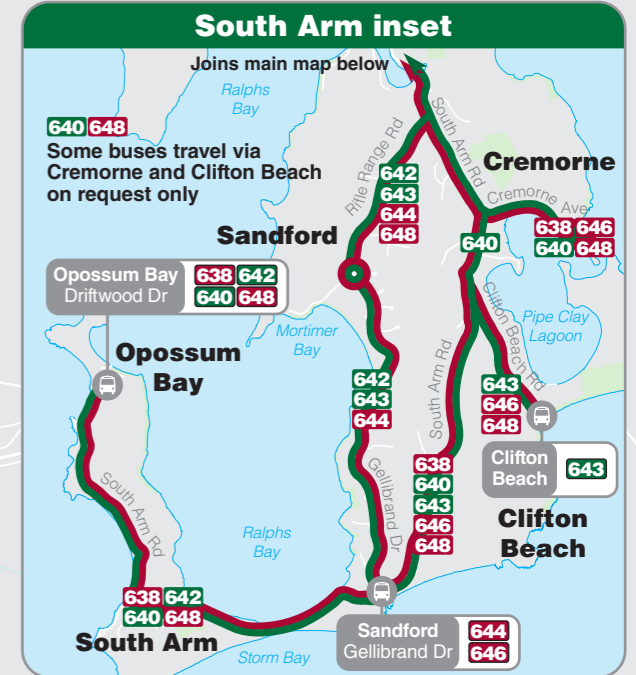 South Arm inset
Joins main map below
Ralphs
Bay
640 648
Some buses travel via
Cremorne and Clifton Beach
on request only
Rifle Range Rd
South Arm Rd
Cremorne
Cremorne Ave
642
643
644
648
638 646
640 648
640
Sandford
Opossum Bay
Driftwood Dr
638 642
640 648
Mortimer
Bay
Clifton Beach Rd
Pipe Clay
Lagoon
Opossum
Bay
South Arm Rd
642
643
644
643
646
648
Clifton
Beach
643
Clifton
Beach
Gellibrand Dr
638
640
643
646
648
South Arm Rd
Ralphs
Bay
638 642
640 648
South Arm
Storm Bay
Sandford
Gellibrand Dr
644
646